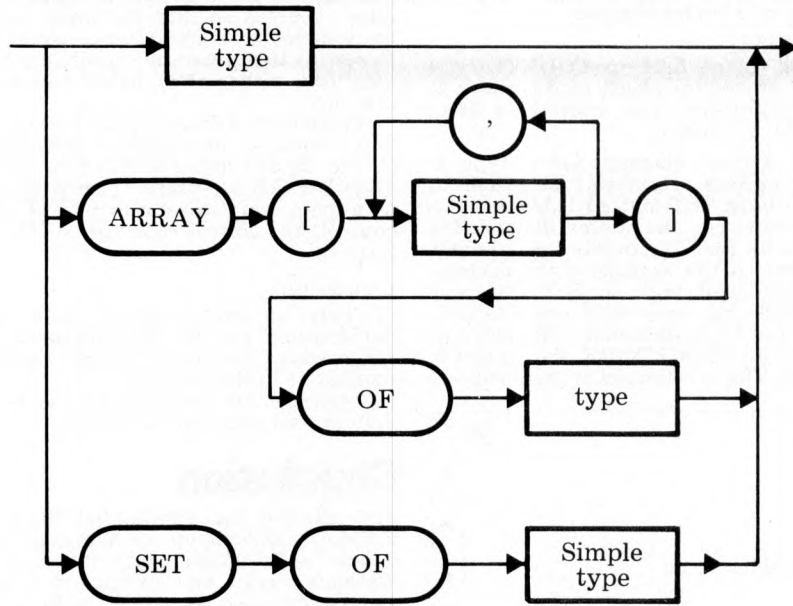 Simple
type
,
ARRAY
[
Simple
type
]
OF
type
SET
OF
Simple
type